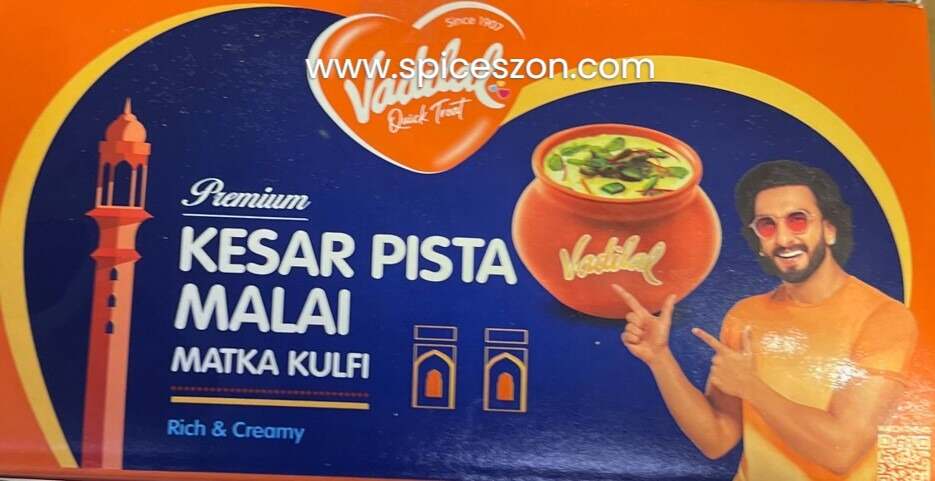 Since 1907
Vadilal
www.spiceszon.com
Quick Treat
Premium
KESAR PISTA
MALAI
MATKA KULFI
Rich & Creamy
Vadilal